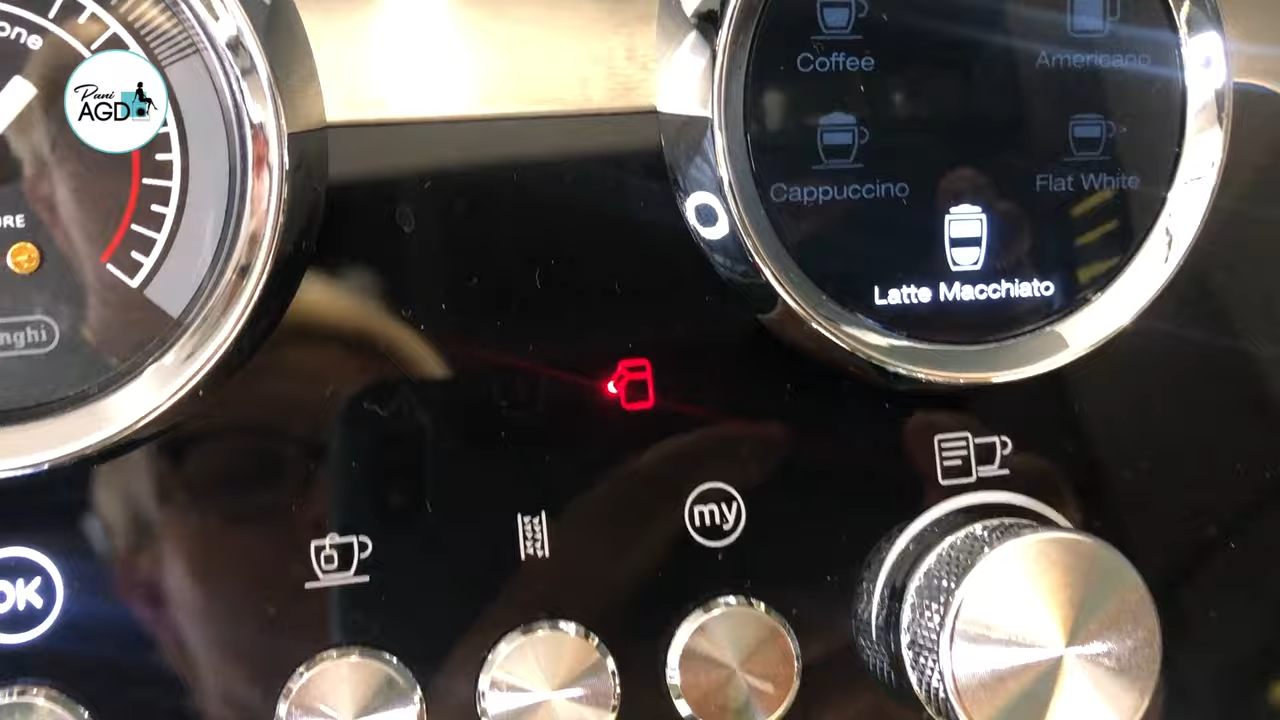 one
Pani
AGD
RE
nghi
OK
Coffee
Americano
Cappuccino
Flat White
Latte Macchiato
my